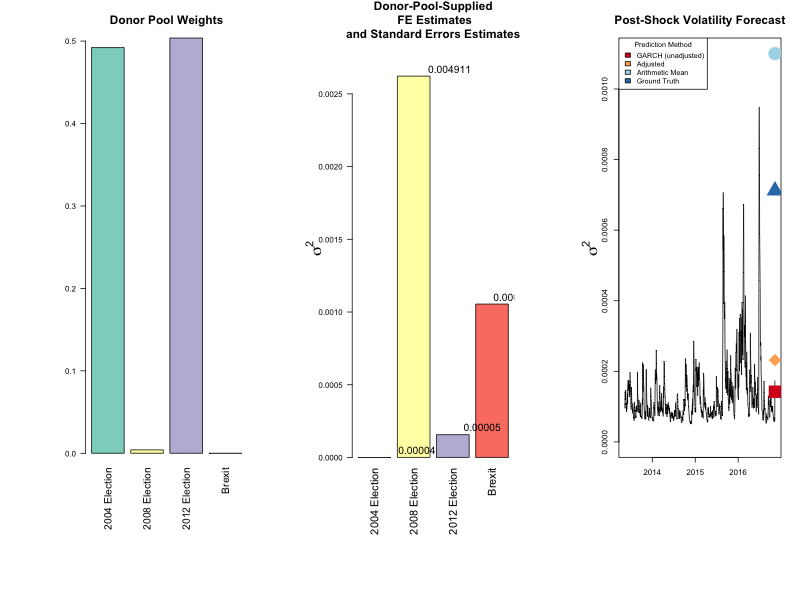 Donor Pool Weights
0.5
0.4
0.3
0.2
0.1
0.0
2004 Election
2008 Election
2012 Election
Brexit
Donor-Pool-Supplied
FE Estimates
and Standard Errors Estimates
σ2
0.0025
0.0020
0.0015
0.0010
0.0005
0.0000
0.004911
0.00004
0.00005
2004 Election
2008 Election
2012 Election
Brexit
Post-Shock Volatility Forecast
Prediction Method
GARCH (unadjusted)
Adjusted
Arithmetic Mean
Ground Truth
σ2
0.0010
0.0008
0.0006
0.0004
0.0002
0.0000
2014
2015
2016